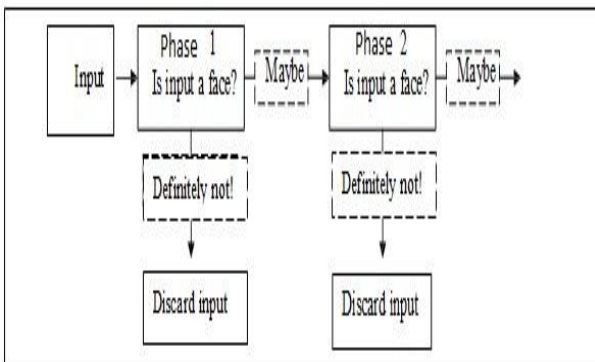 Input
Phase 1
Is input a face?
Maybe
Phase 2
Is input a face?
Maybe
Definitely not!
Definitely not!
Discard input
Discard input